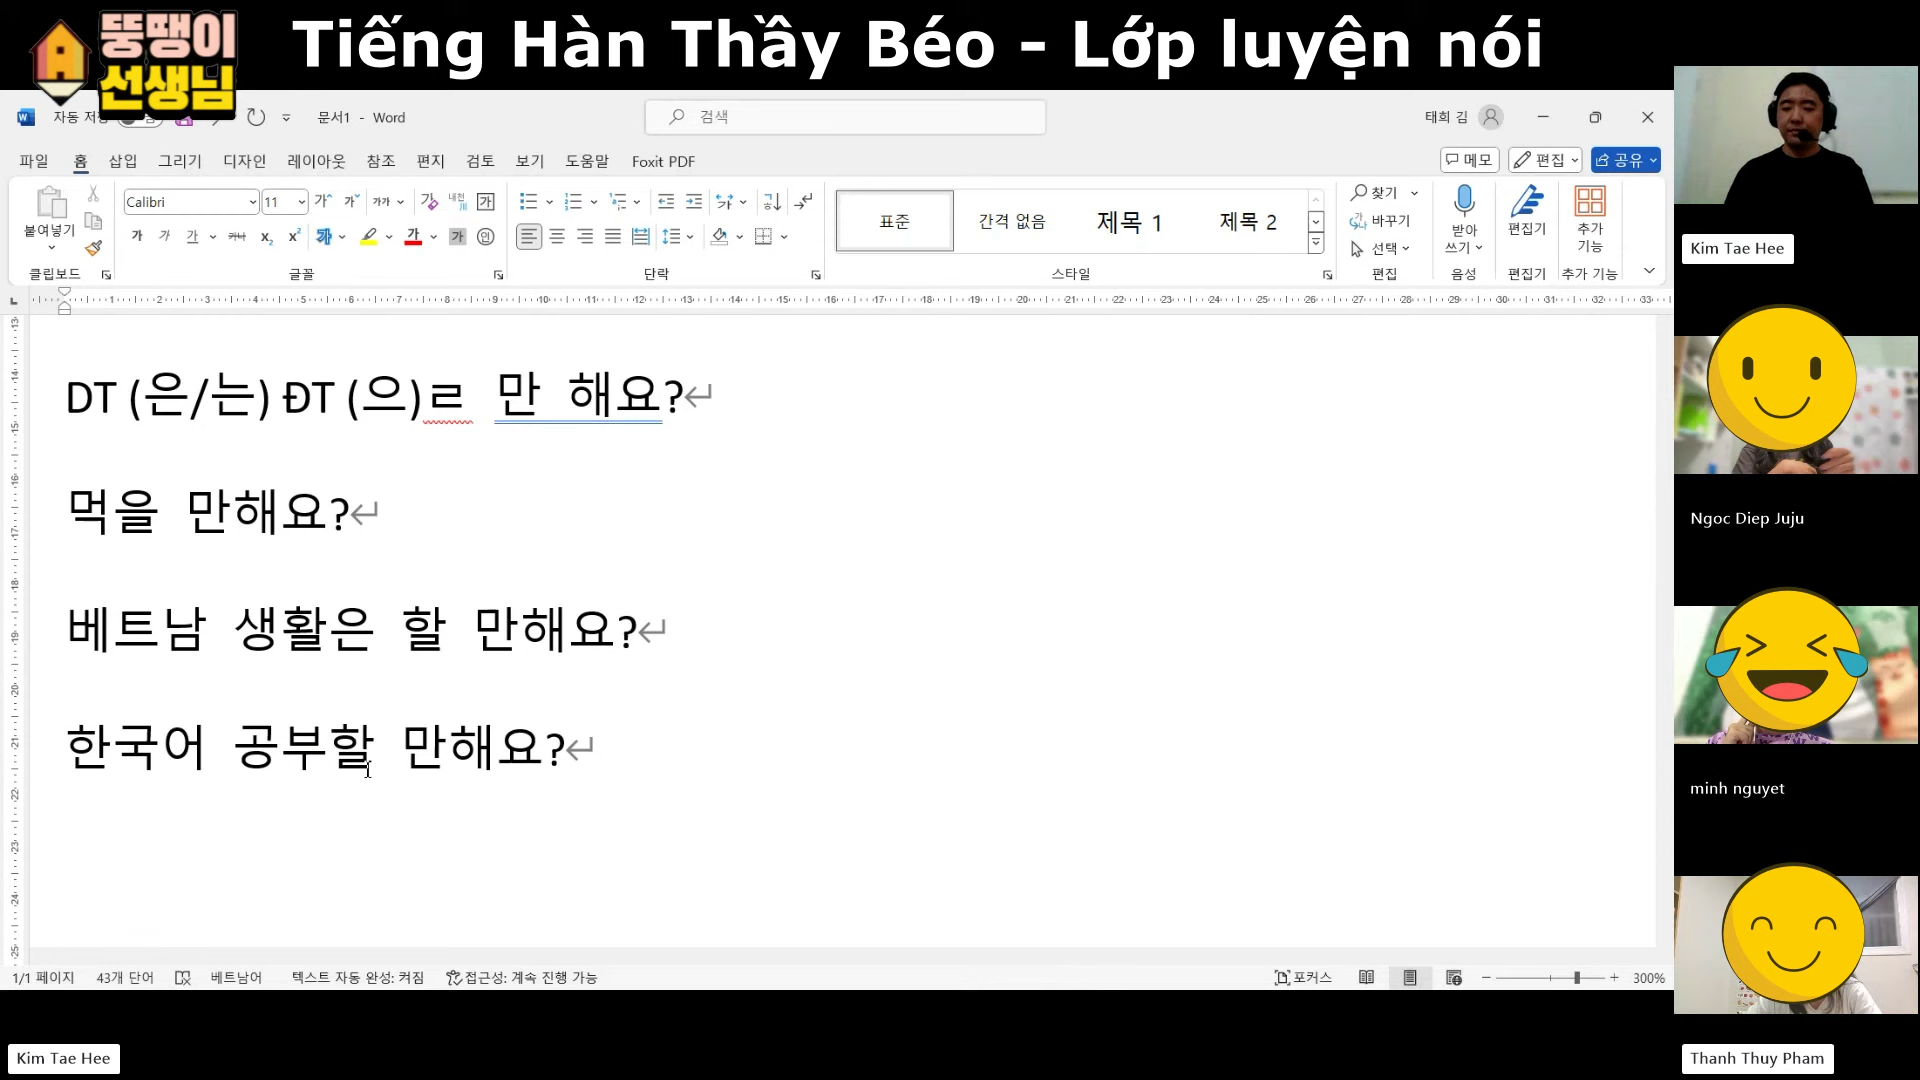 뚱땡이
선생님
Tiếng Hàn Thầy Béo - Lớp luyện nói
문서1 - Word
검색
태희 김
파일 홈 삽입 그리기 디자인 레이아웃 참조 편지 검토 보기 도움말 Foxit PDF
메모 편집 공유
붙여넣기
클립보드
Calibri 11
글꼴
단락
표준 간격 없음 제목 1 제목 2
스타일
찾기
바꾸기
선택
편집
받아
쓰기
음성
편집기
편집기
추가
기능
추가 기능
DT (은/는) ĐT (으)ㄹ 만 해요?
먹을 만해요?
베트남 생활은 할 만해요?
한국어 공부할 만해요?
1/1 페이지 43개 단어 베트남어 텍스트 자동 완성: 켜짐 접근성: 계속 진행 가능 포커스 300%
Kim Tae Hee
Kim Tae Hee
Ngoc Diep Juju
minh nguyet
Thanh Thuy Pham